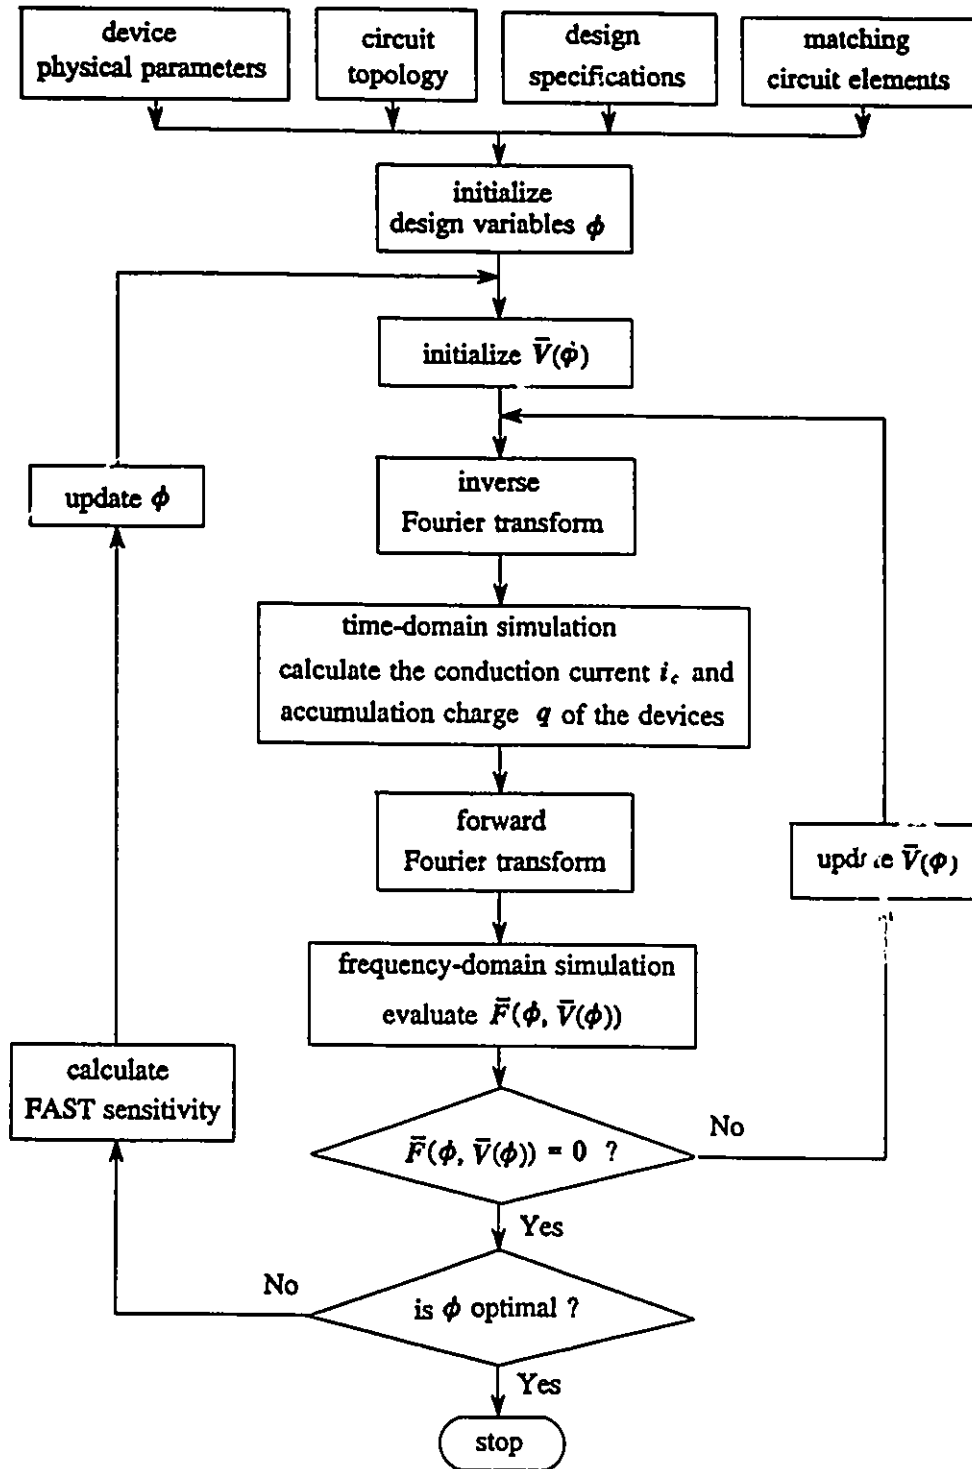 device
physical parameters
circuit
topology
design
specifications
matching
circuit elements
initialize
design variables ϕ
initialize V̄(ϕ)
inverse
Fourier transform
update ϕ
time-domain simulation
calculate the conduction current i_c and
accumulation charge q of the devices
forward
Fourier transform
update V̄(ϕ)
frequency-domain simulation
evaluate F̄(ϕ, V̄(ϕ))
calculate
FAST sensitivity
F̄(ϕ, V̄(ϕ)) = 0 ?
No
Yes
No
is ϕ optimal ?
Yes
stop